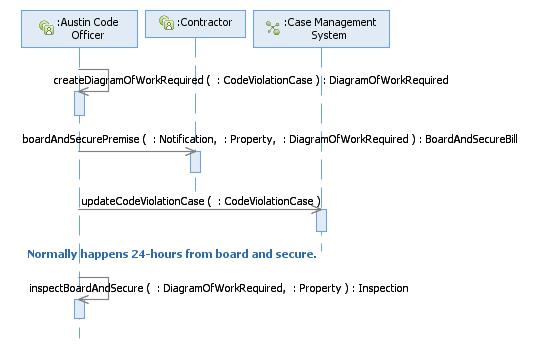 :Austin Code
Officer
:Contractor
:Case Management
System
createDiagramOfWorkRequired ( : CodeViolationCase ) : DiagramOfWorkRequired
boardAndSecurePremise ( : Notification, : Property, : DiagramOfWorkRequired ) : BoardAndSecureBill
updateCodeViolationCase ( : CodeViolationCase )
Normally happens 24-hours from board and secure.
inspectBoardAndSecure ( : DiagramOfWorkRequired, : Property ) : Inspection